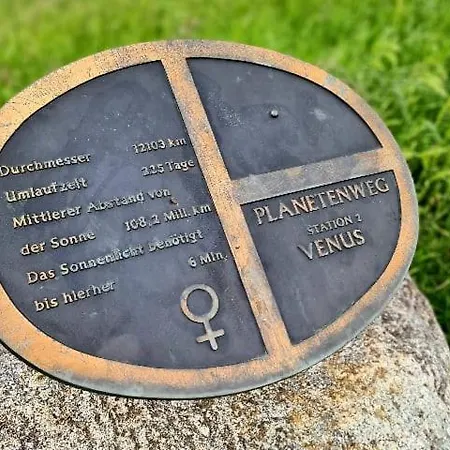 Durchmesser 12103 km
Umlaufzeit 225 Tage
Mittlerer Abstand von
der Sonne 108,2 Mill. km
Das Sonnenlicht benötigt
bis hierher 6 Min.
PLANETENWEG
STATION 2
VENUS